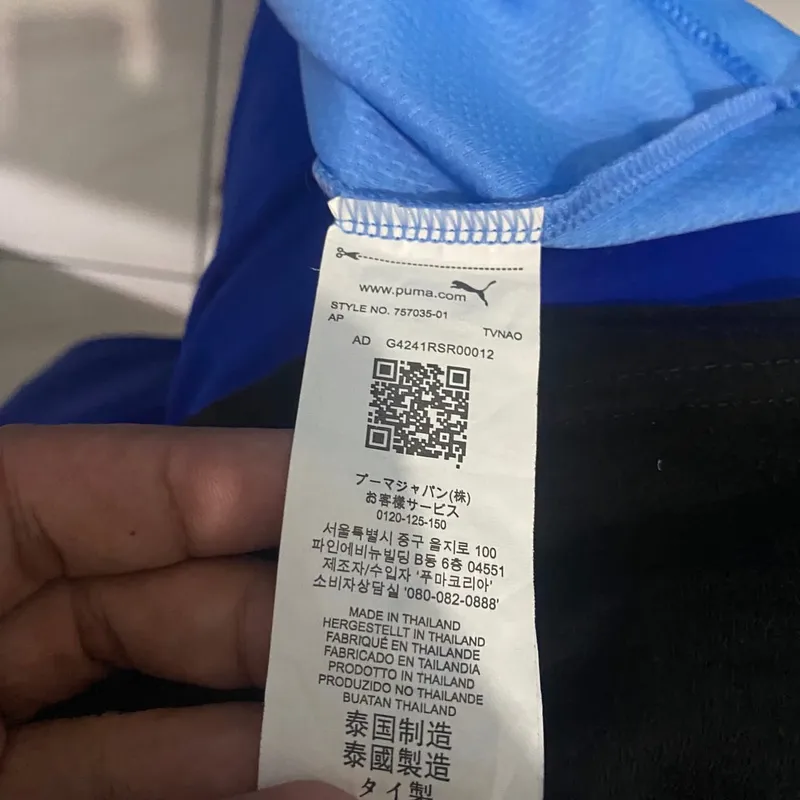 www.puma.com
STYLE NO. 757035-01
AP TVNAO
AD G4241RSR00012
プーマジャパン(株)
お客様サービス
0120-125-150
서울특별시 중구 을지로 100
파인에비뉴빌딩 B동 6층 04551
제조자/수입자 '푸마코리아'
소비자상담실 '080-082-0888'
MADE IN THAILAND
HERGESTELLT IN THAILAND
FABRIQUÉ EN THAILANDE
FABRICADO EN TAILANDIA
PRODOTTO IN THAILAND
PRODUZIDO NO THAILANDE
BUATAN THAILAND
泰国制造
泰國製造
タイ製